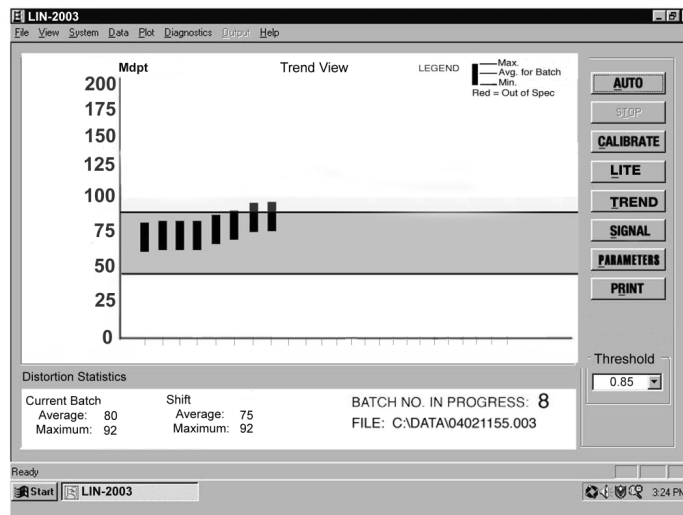 LIN-2003
File View System Data Plot Diagnostics Output Help
Mdpt
Trend View
LEGEND
Max.
Avg. for Batch
Min.
Red = Out of Spec
200
175
150
125
100
75
50
25
0
AUTO
STOP
CALIBRATE
LITE
TREND
SIGNAL
PARAMETERS
PRINT
Threshold
0.85
Distortion Statistics
Current Batch
Average: 80
Maximum: 92
Shift
Average: 75
Maximum: 92
BATCH NO. IN PROGRESS: 8
FILE: C:\DATA\04021155.003
Ready
Start LIN-2003 3:24 PM